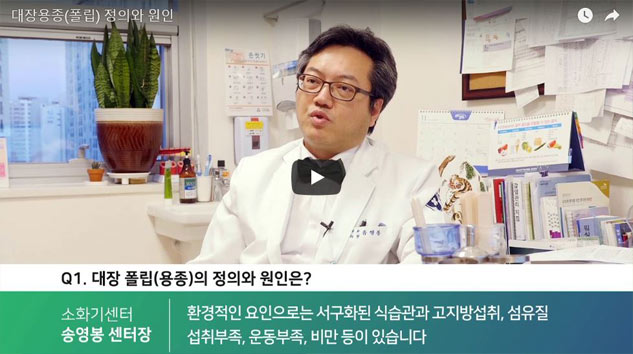 대장용종(폴립) 정의와 원인
Q1. 대장 폴립(용종)의 정의와 원인은?
소화기센터
송영봉 센터장
환경적인 요인으로는 서구화된 식습관과 고지방섭취, 섬유질
섭취부족, 운동부족, 비만 등이 있습니다